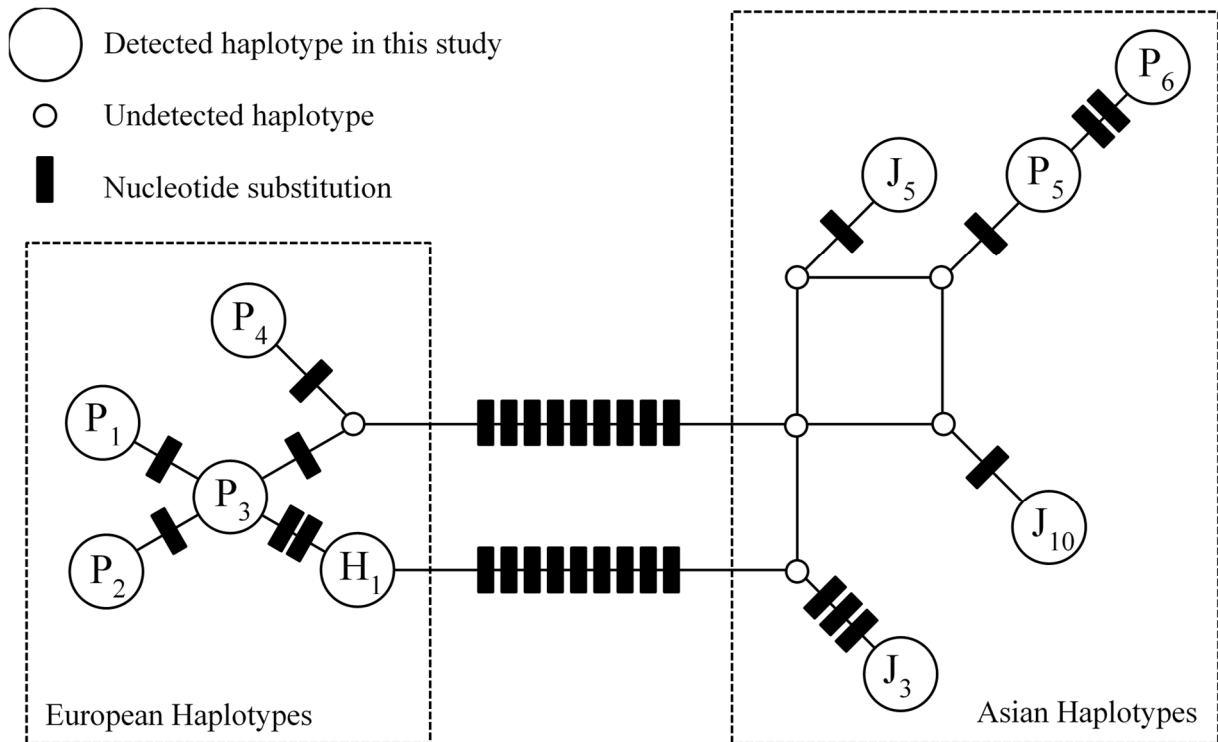 Detected haplotype in this study
Undetected haplotype
Nucleotide substitution
P6
J5
P5
P4
P1
P3
P2
H1
J10
J3
European Haplotypes
Asian Haplotypes